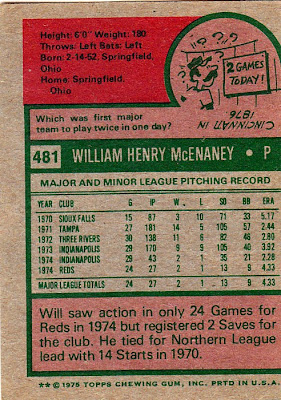 Height: 6'0" Weight: 180
Throws: Left Bats: Left
Born: 2-14-52, Springfield,
Ohio
Home: Springfield,
Ohio
2 GAMES
TODAY!
CINCINNATI IN
1876.
Which was first major
team to play twice in one day?
481 WILLIAM HENRY McENANEY • P
MAJOR AND MINOR LEAGUE PITCHING RECORD
YEAR CLUB G IP W L SO BB ERA
1970 SIOUX FALLS 15 87 3 10 71 33 5.17
1971 TAMPA 27 181 14 5 105 57 2.44
1972 THREE RIVERS 30 138 11 6 82 46 2.80
1973 INDIANAPOLIS 29 170 9 9 105 40 3.92
1974 INDIANAPOLIS 29 43 2 1 35 21 2.28
1974 REDS 24 27 2 1 13 9 4.33
MAJOR LEAGUE TOTALS 24 27 2 1 13 9 4.33
Will saw action in only 24 Games for
Reds in 1974 but registered 2 Saves for
the club. He tied for Northern League
lead with 14 Starts in 1970.
** © 1975 TOPPS CHEWING GUM, INC. PRTD IN U.S.A.